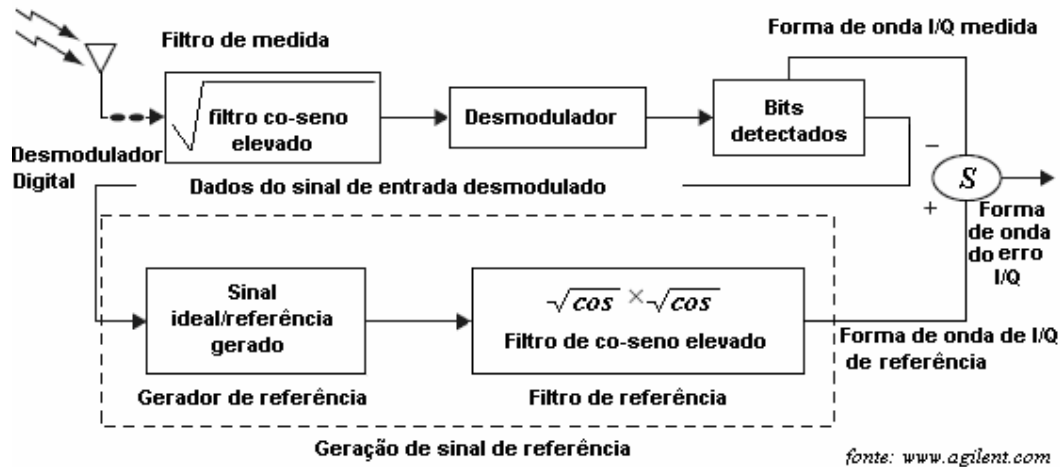 Filtro de medida
Forma de onda I/Q medida
filtro co-seno
elevado
Desmodulador
Bits
detectados
Desmodulador
Digital
Dados do sinal de entrada desmodulado
−
S
+
Forma
de onda
do erro
I/Q
Sinal
ideal/referência
gerado
√cos × √cos
Filtro de co-seno elevado
Forma de onda de I/Q
de referência
Gerador de referência
Filtro de referência
Geração de sinal de referência
fonte: www.agilent.com